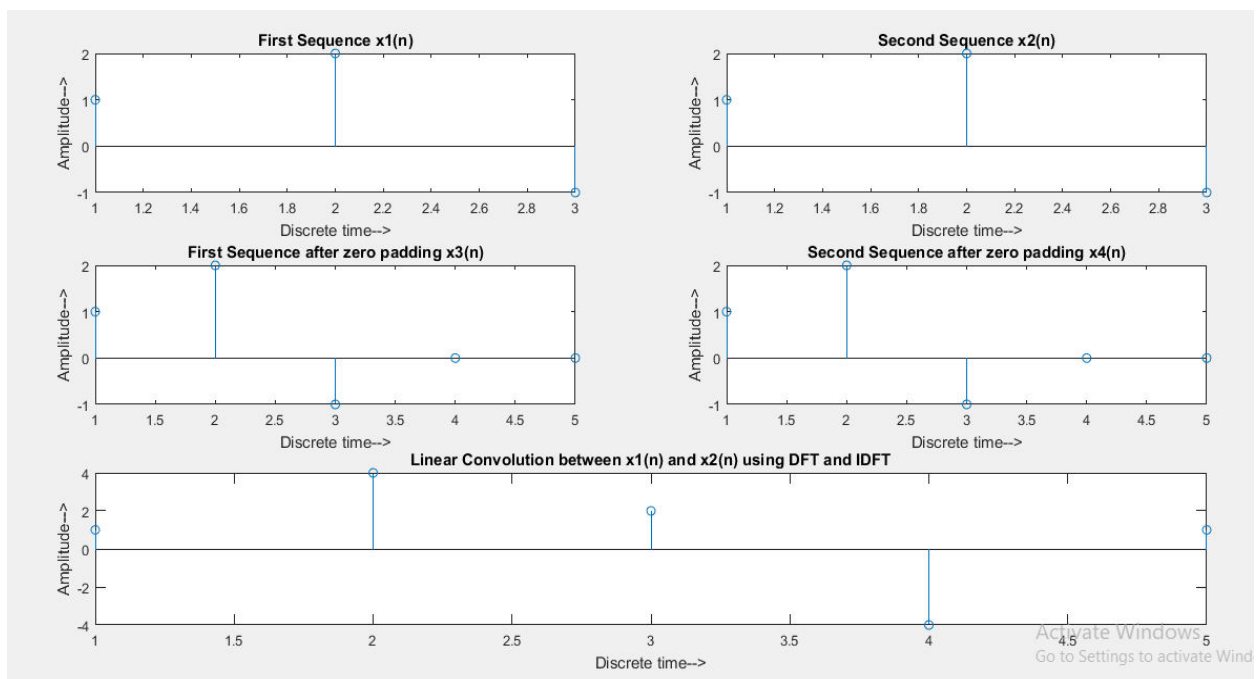 First Sequence x1(n)
Amplitude-->
2
1
0
-1
1 1.2 1.4 1.6 1.8 2 2.2 2.4 2.6 2.8 3
Discrete time-->
Second Sequence x2(n)
Amplitude-->
2
1
0
-1
1 1.2 1.4 1.6 1.8 2 2.2 2.4 2.6 2.8 3
Discrete time-->
First Sequence after zero padding x3(n)
Amplitude-->
2
1
0
-1
1 1.5 2 2.5 3 3.5 4 4.5 5
Discrete time-->
Second Sequence after zero padding x4(n)
Amplitude-->
2
1
0
-1
1 1.5 2 2.5 3 3.5 4 4.5 5
Discrete time-->
Linear Convolution between x1(n) and x2(n) using DFT and IDFT
Amplitude-->
4
2
0
-2
-4
1 1.5 2 2.5 3 3.5 4 4.5 5
Discrete time-->
Activate Windows
Go to Settings to activate Wind